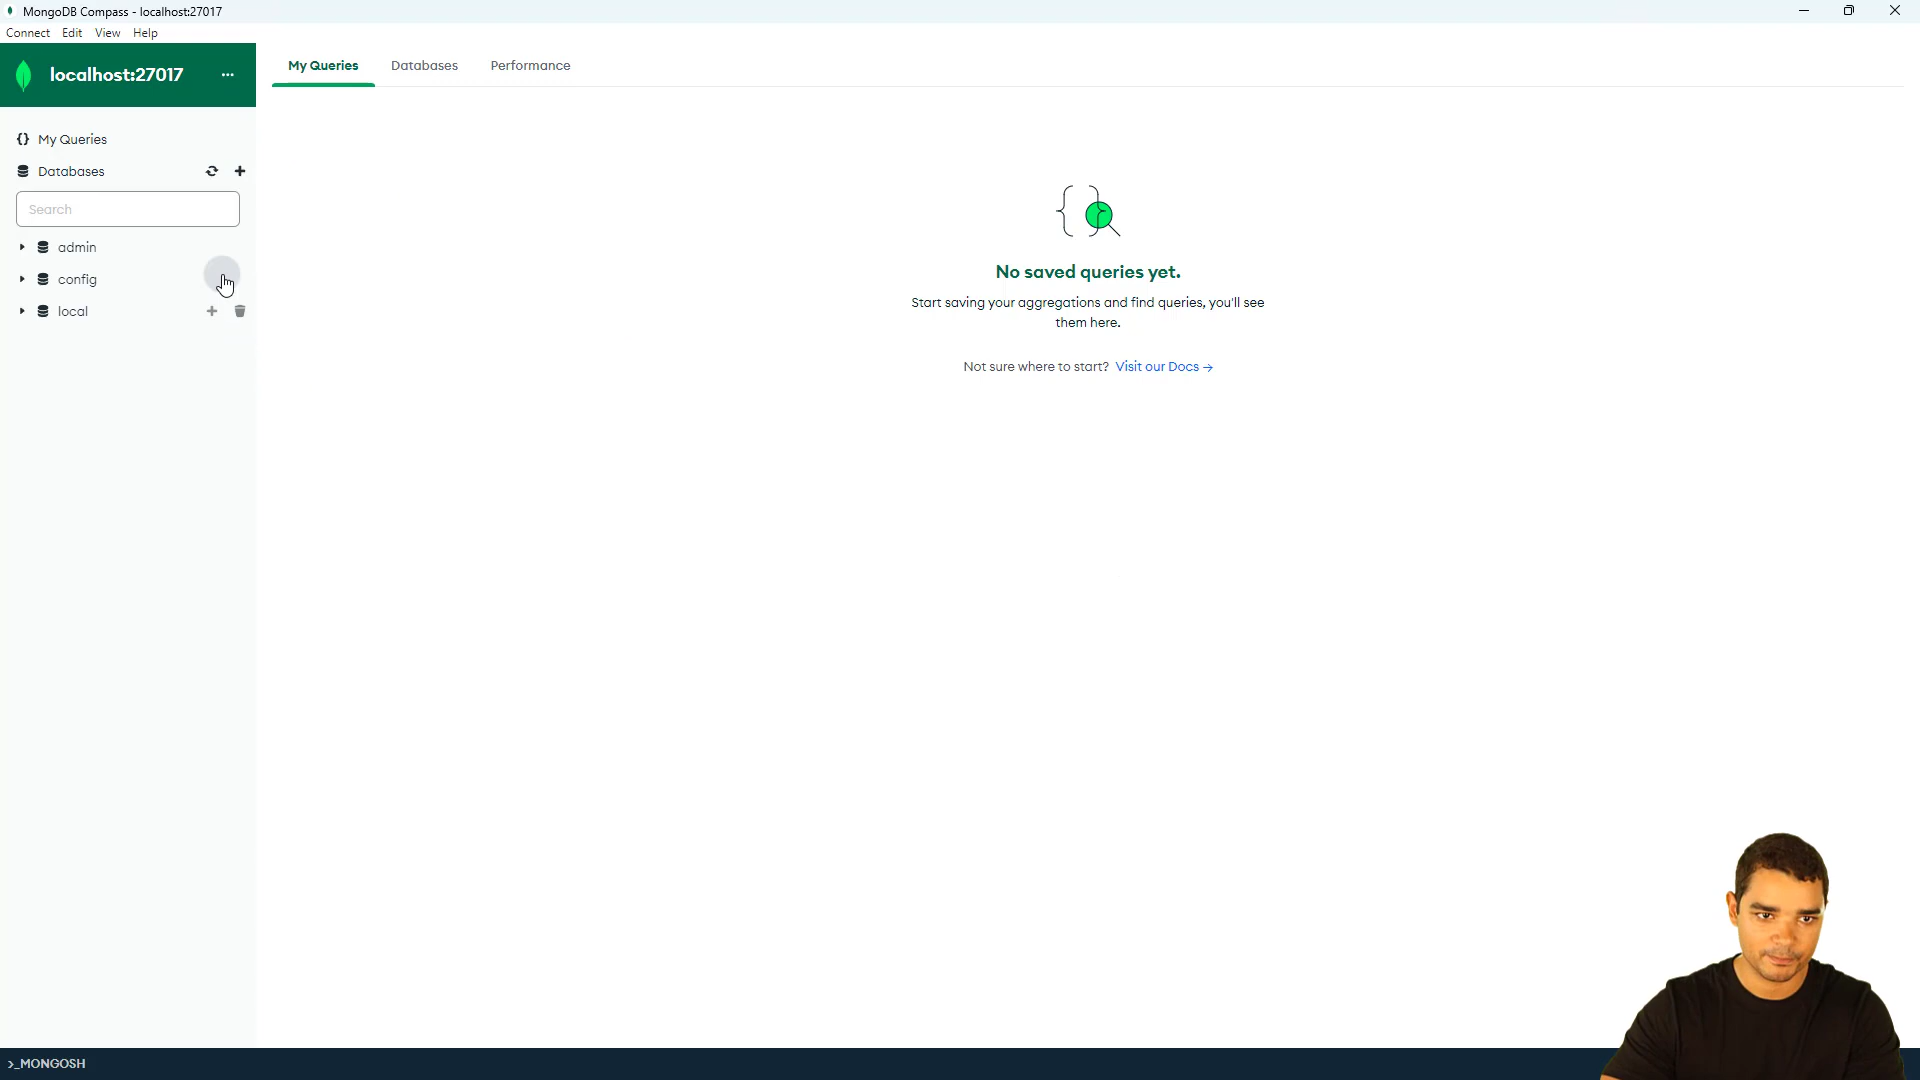 MongoDB Compass - localhost:27017
Connect Edit View Help
localhost:27017
My Queries Databases Performance
{} My Queries
Databases
Search
admin
config
local
No saved queries yet.
Start saving your aggregations and find queries, you'll see
them here.
Not sure where to start? Visit our Docs →
>_MONGOSH